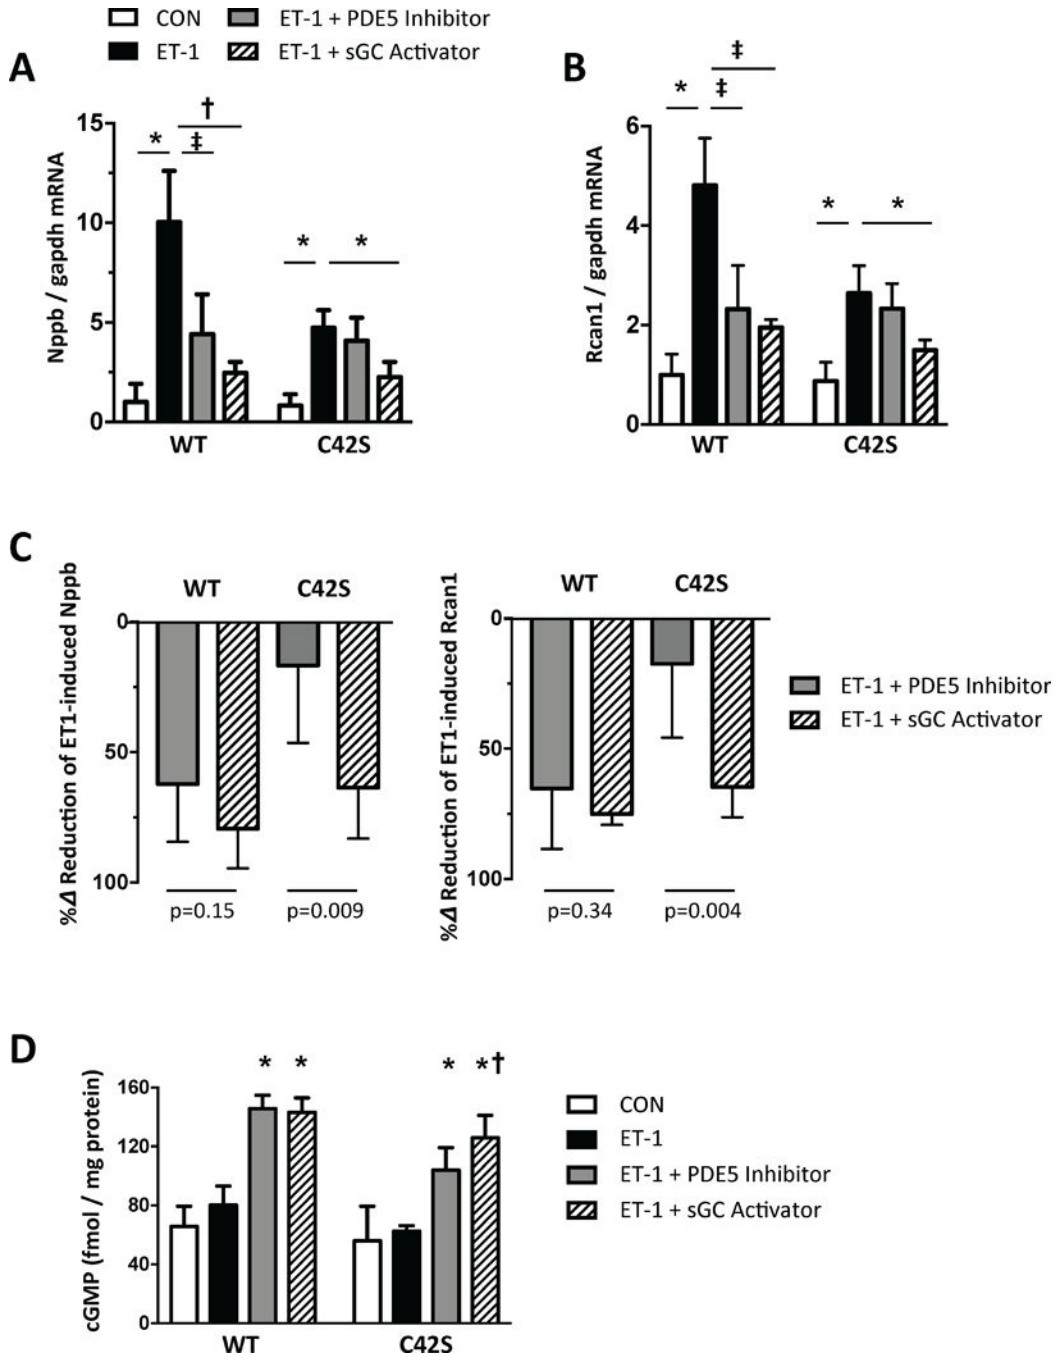 CON
ET-1 + PDE5 Inhibitor
ET-1
ET-1 + sGC Activator
A
Nppb / gapdh mRNA
15
10
5
0
*
‡
†
*
*
WT
C42S
B
Rcan1 / gapdh mRNA
6
4
2
0
*
‡
‡
*
*
WT
C42S
C
%Δ Reduction of ET1-induced Nppb
WT
C42S
0
50
100
p=0.15
p=0.009
%Δ Reduction of ET1-induced Rcan1
WT
C42S
0
50
100
p=0.34
p=0.004
ET-1 + PDE5 Inhibitor
ET-1 + sGC Activator
D
cGMP (fmol / mg protein)
160
120
80
40
0
*
*
*
*†
WT
C42S
CON
ET-1
ET-1 + PDE5 Inhibitor
ET-1 + sGC Activator